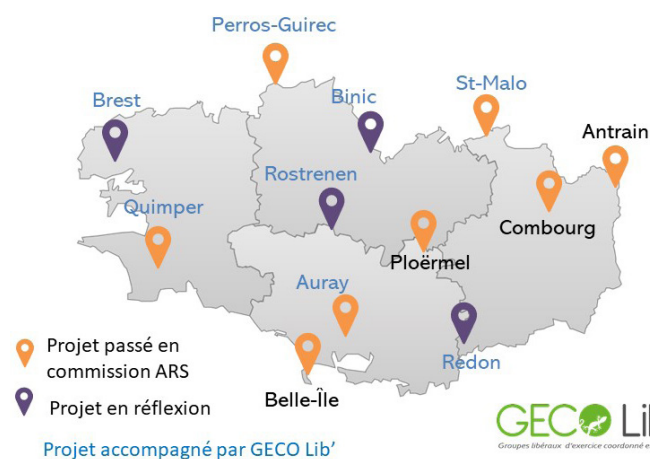 Perros-Guirec
Brest
Binic
St-Malo
Antrain
Rostrenen
Quimper
Combourg
Ploërmel
Auray
Redon
Belle-Île
Projet passé en
commission ARS
Projet en réflexion
Projet accompagné par GECO Lib’
GECO Li
Groupes libéraux d'exercice coordonné e